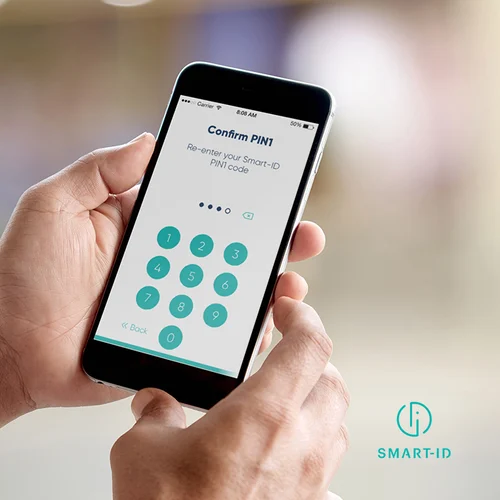 Carrier 8:08 AM 50%
Confirm PIN1
Re-enter your Smart-ID
PIN1 code
1 2 3
4 5 6
7 8 9
<< Back 0
SMART-ID